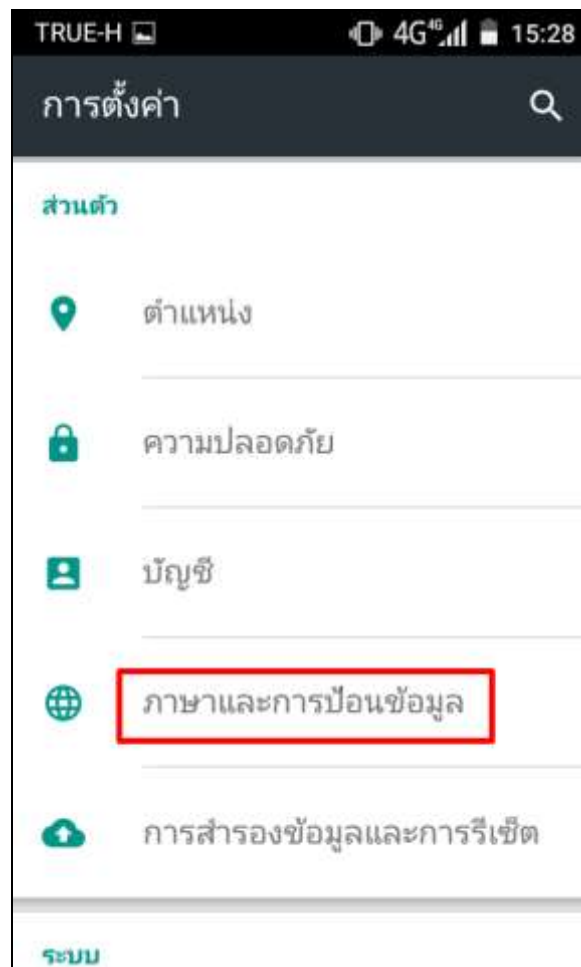 TRUE-H 4G 4G 15:28
การตั้งค่า
ส่วนตัว
ตำแหน่ง
ความปลอดภัย
บัญชี
ภาษาและการป้อนข้อมูล
การสำรองข้อมูลและการรีเซ็ต
ระบบ